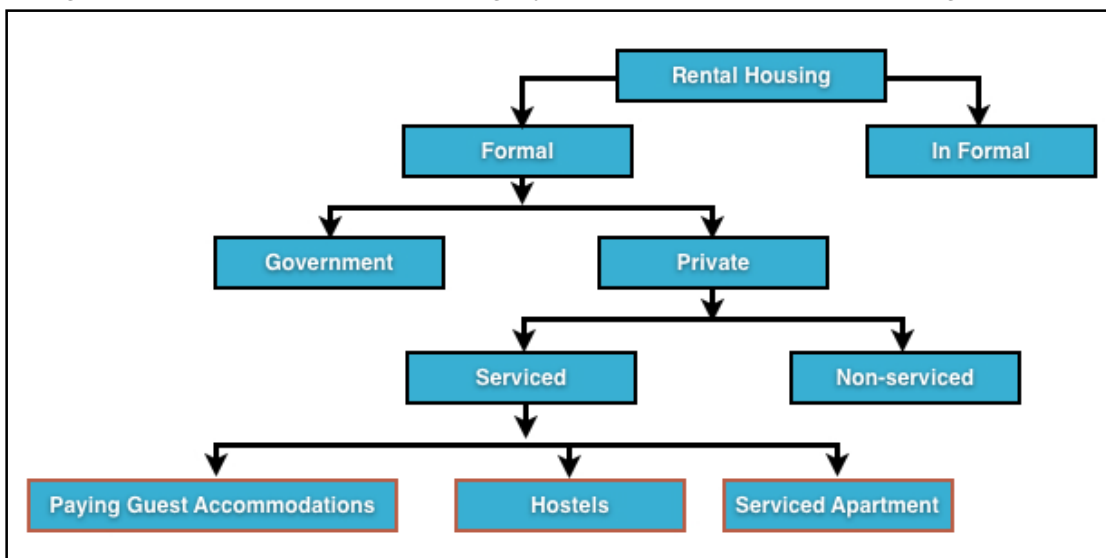 Rental Housing
Formal
In Formal
Government
Private
Serviced
Non-serviced
Paying Guest Accommodations
Hostels
Serviced Apartment